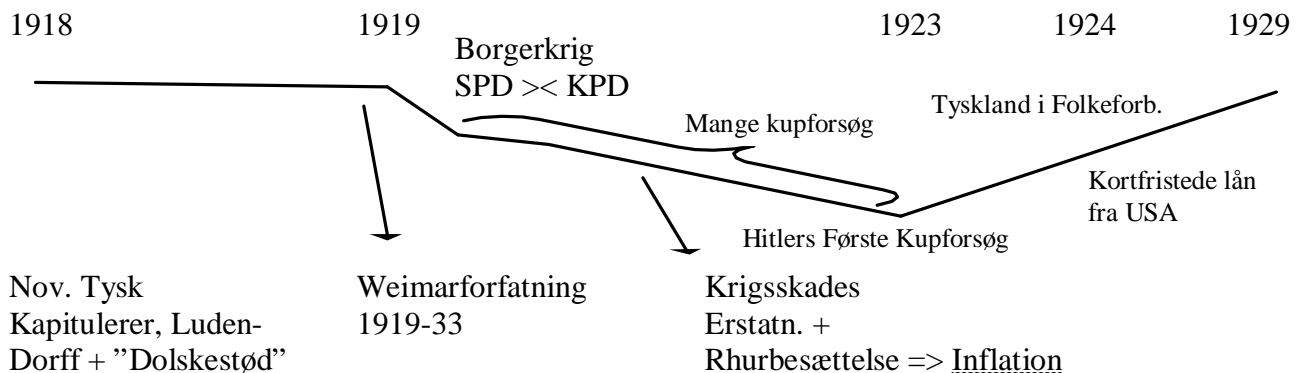 1918
1919
1923
1924
1929
Borgerkrig
SPD >< KPD
Mange kupforsøg
Tyskland i Folkeforb.
Kortfristede lån
fra USA
Hitlers Første Kupforsøg
Nov. Tysk
Kapitulerer, Luden-
Dorff + ”Dolskestød”
Weimarforfatning
1919-33
Krigsskades
Erstatn. +
Rhurbesættelse => Inflation